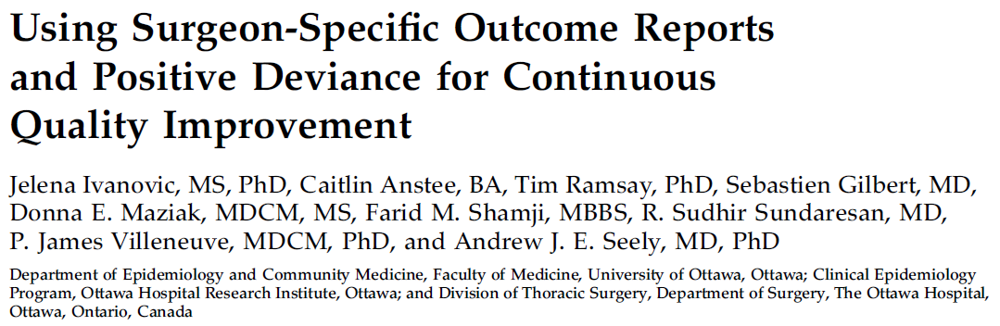 Using Surgeon-Specific Outcome Reports
and Positive Deviance for Continuous
Quality Improvement
Jelena Ivanovic, MS, PhD, Caitlin Anstee, BA, Tim Ramsay, PhD, Sebastien Gilbert, MD,
Donna E. Maziak, MDCM, MS, Farid M. Shamji, MBBS, R. Sudhir Sundaresan, MD,
P. James Villeneuve, MDCM, PhD, and Andrew J. E. Seely, MD, PhD
Department of Epidemiology and Community Medicine, Faculty of Medicine, University of Ottawa, Ottawa; Clinical Epidemiology
Program, Ottawa Hospital Research Institute, Ottawa; and Division of Thoracic Surgery, Department of Surgery, The Ottawa Hospital,
Ottawa, Ontario, Canada